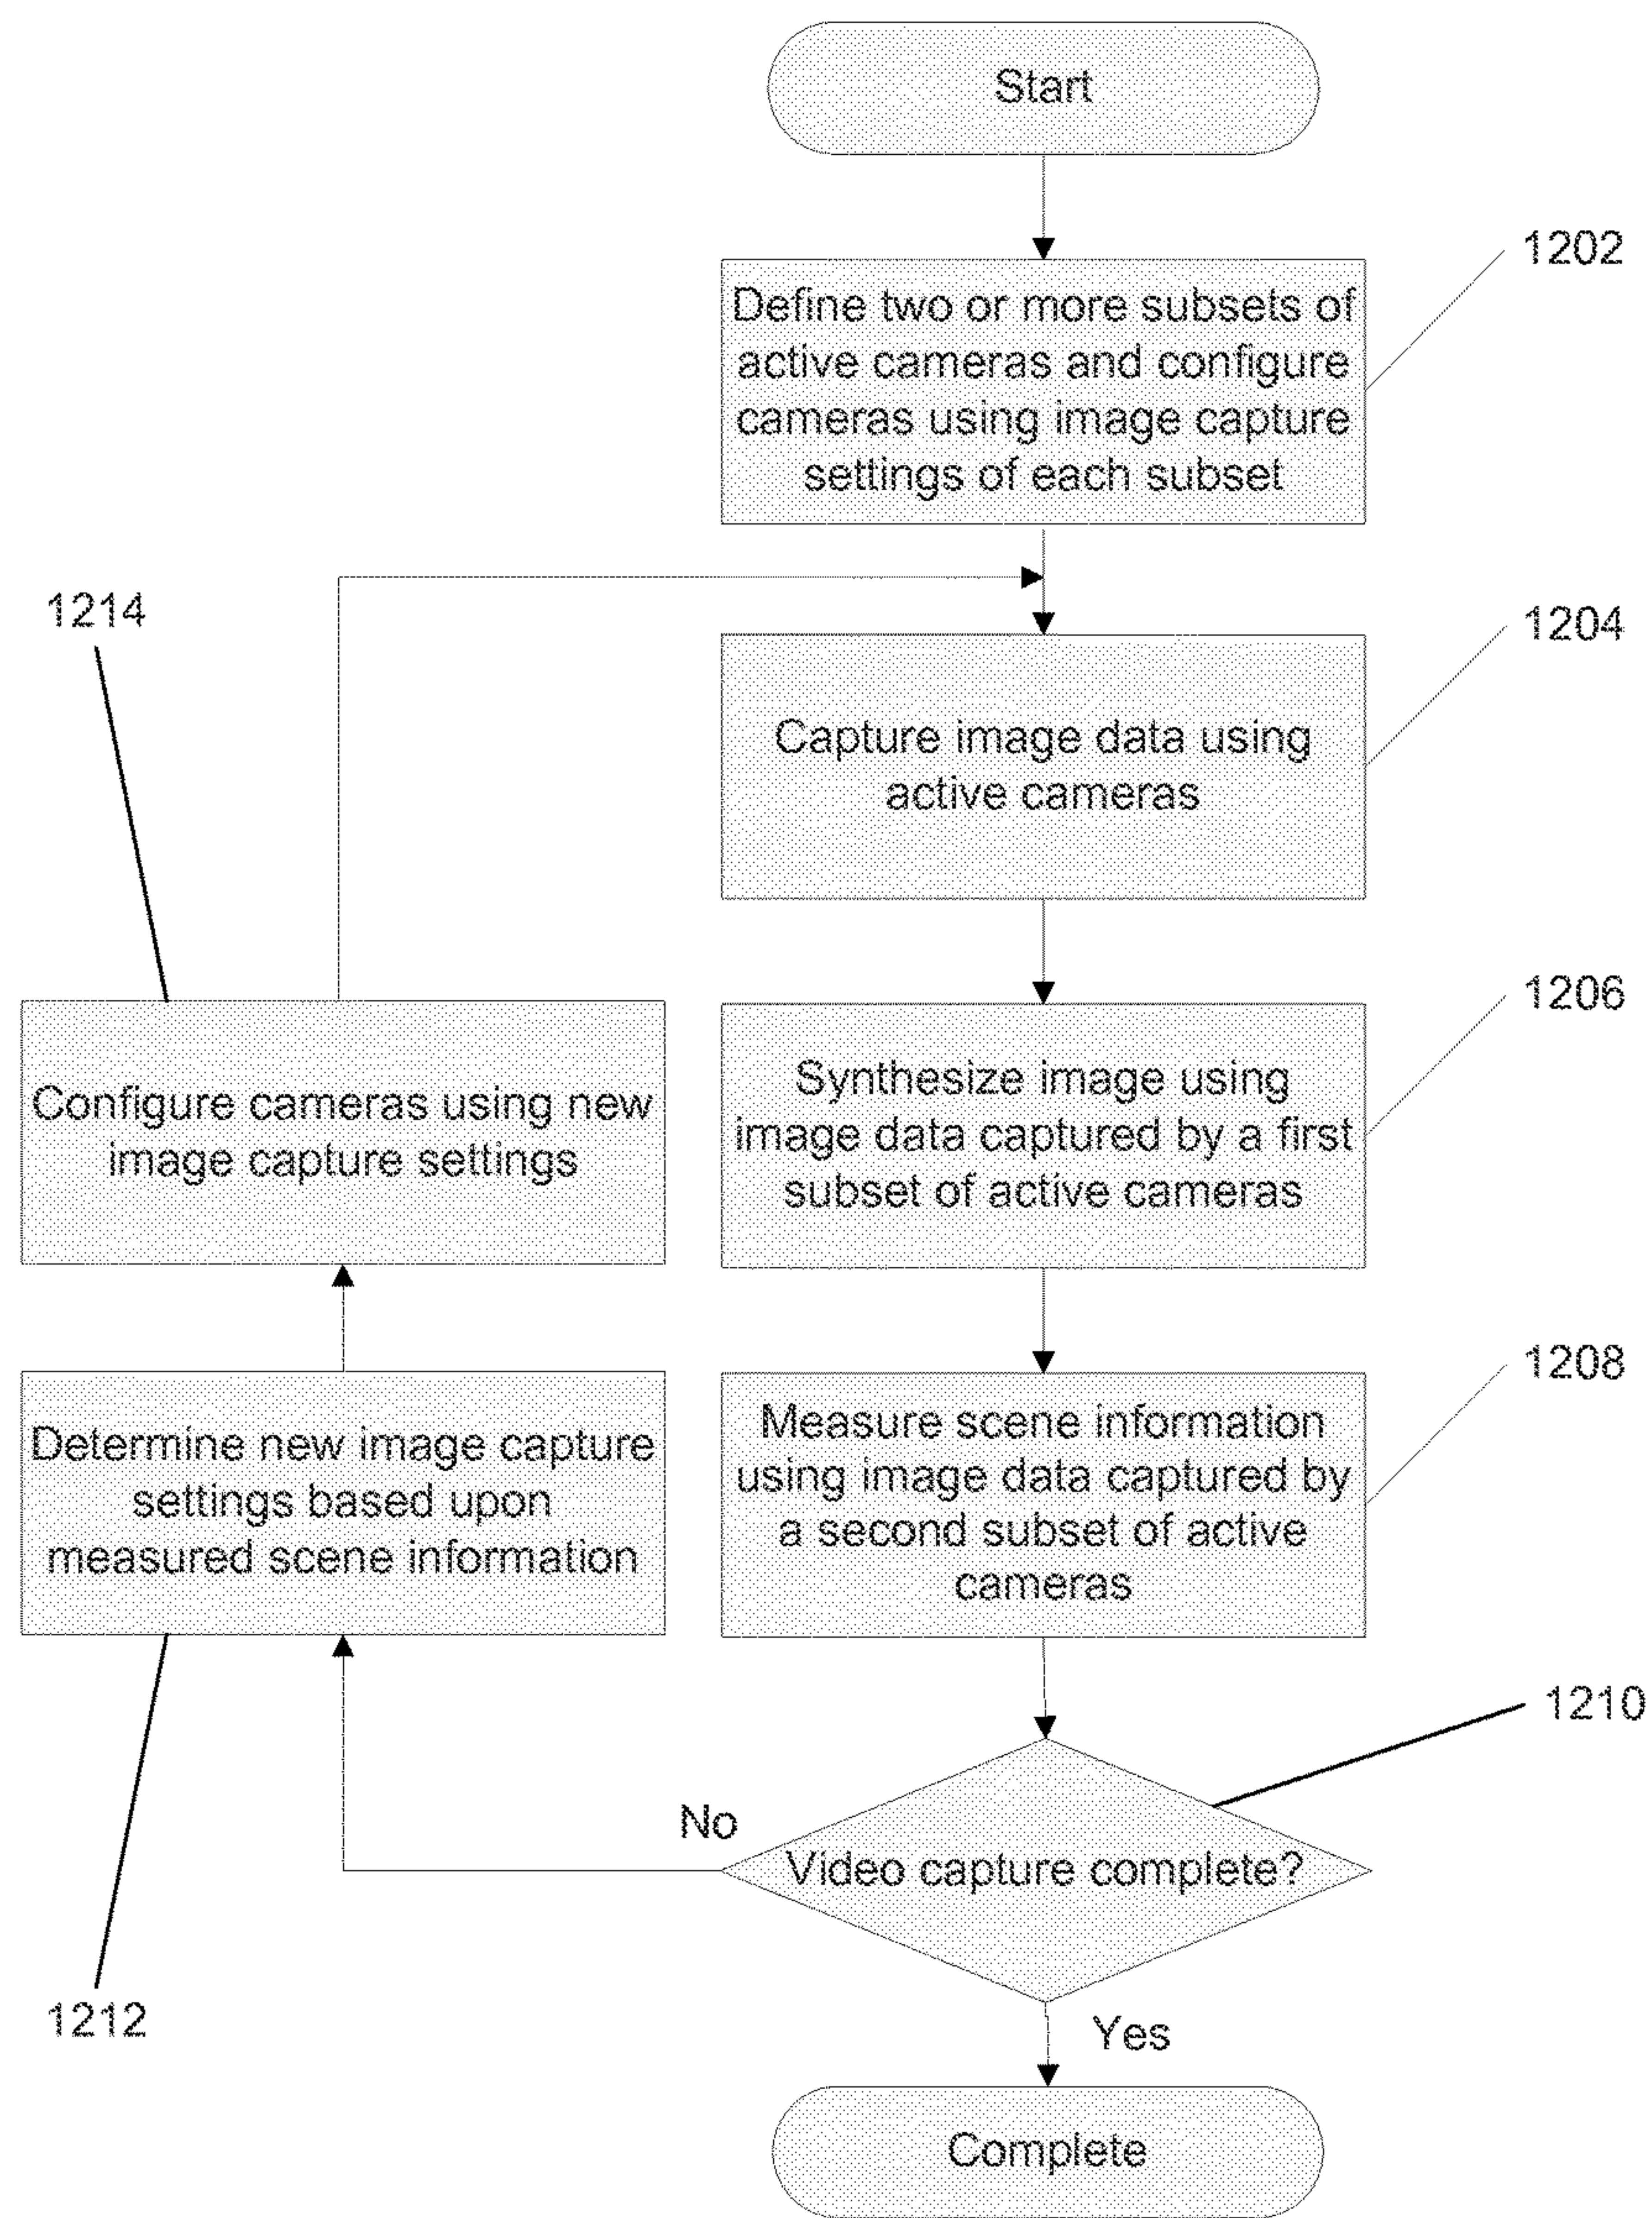 Start
1202
Define two or more subsets of
active cameras and configure
cameras using image capture
settings of each subset
1214
1204
Capture image data using
active cameras
1206
Synthesize image using
image data captured by a first
subset of active cameras
Configure cameras using new
image capture settings
1208
Measure scene information
using image data captured by
a second subset of active
cameras
Determine new image capture
settings based upon
measured scene information
1210
No
Video capture complete?
1212
Yes
Complete